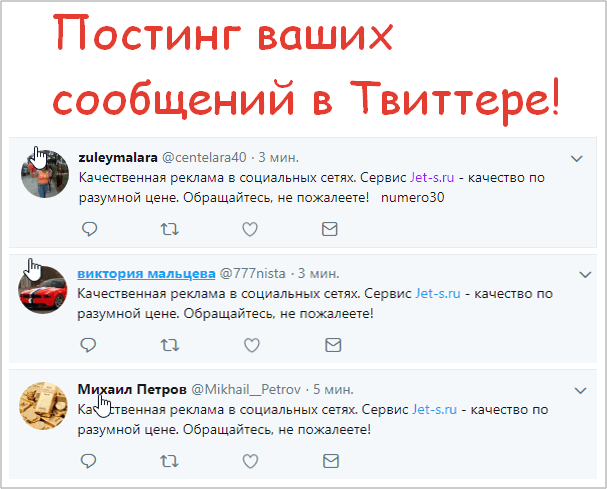 Постинг ваших
сообщений в Твиттере!
zuleymalara @centelara40 · 3 мин.
Качественная реклама в социальных сетях. Сервис Jet-s.ru - качество по
разумной цене. Обращайтесь, не пожалеете! numero30
виктория мальцева @777nista · 3 мин.
Качественная реклама в социальных сетях. Сервис Jet-s.ru - качество по
разумной цене. Обращайтесь, не пожалеете!
Михаил Петров @Mikhail__Petrov · 5 мин.
Качественная реклама в социальных сетях. Сервис Jet-s.ru - качество по
разумной цене. Обращайтесь, не пожалеете!